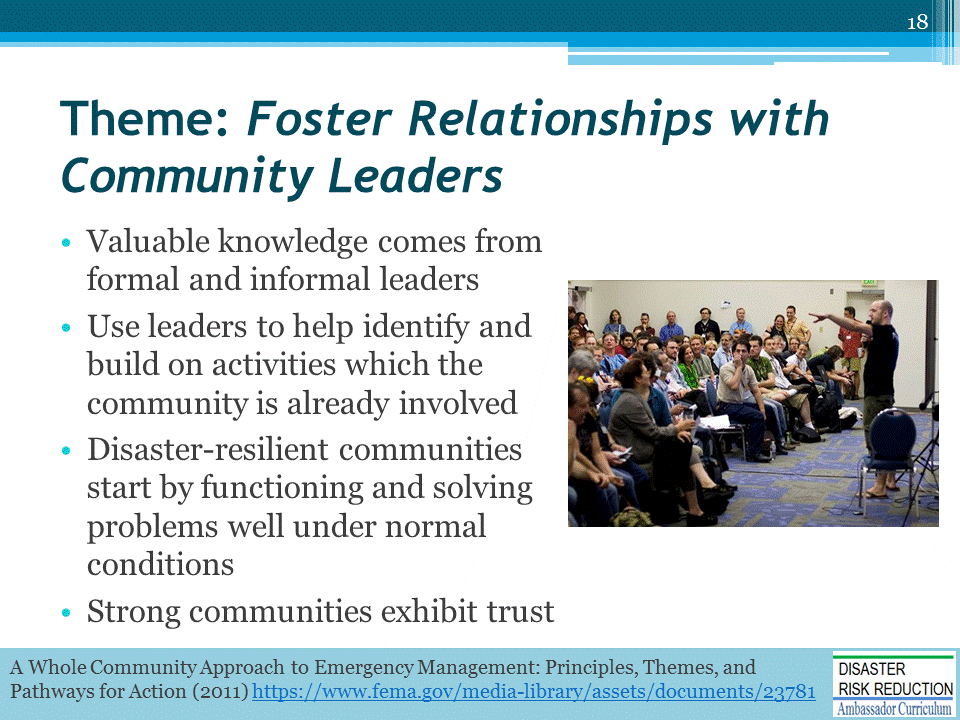 18
Theme: Foster Relationships with
Community Leaders
• Valuable knowledge comes from
formal and informal leaders
• Use leaders to help identify and
build on activities which the
community is already involved
• Disaster-resilient communities
start by functioning and solving
problems well under normal
conditions
• Strong communities exhibit trust
A Whole Community Approach to Emergency Management: Principles, Themes, and
Pathways for Action (2011) https://www.fema.gov/media-library/assets/documents/23781
DISASTER
RISK REDUCTION
Ambassador Curriculum